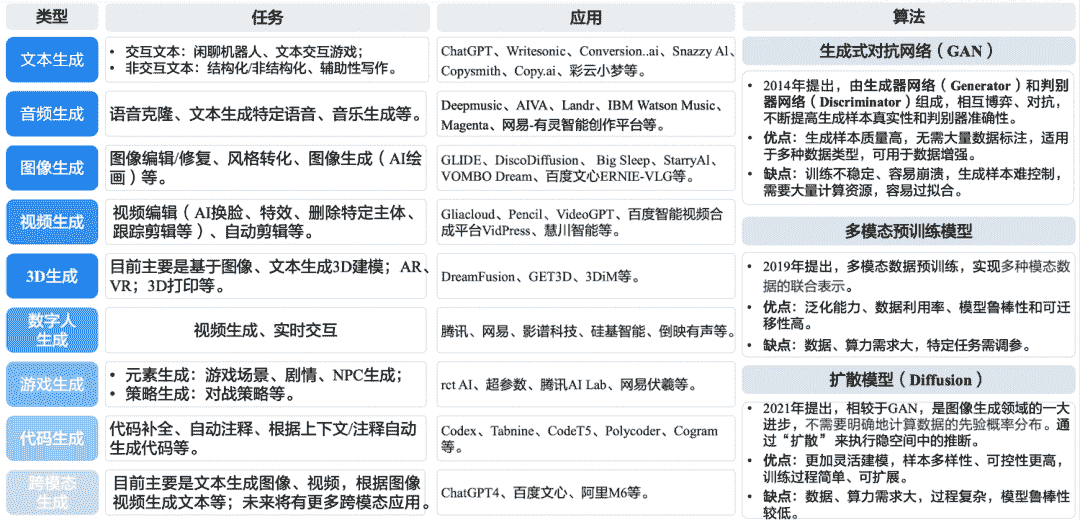 类型
任务
应用
算法
文本生成
• 交互文本：闲聊机器人、文本交互游戏；
• 非交互文本：结构化/非结构化、辅助性写作。
ChatGPT、Writesonic、Conversion..ai、Snazzy Al、
Copysmith、Copy.ai、彩云小梦等。
音频生成
语音克隆、文本生成特定语音、音乐生成等。
Deepmusic、AIVA、Landr、IBM Watson Music、
Magenta、网易-有灵智能创作平台等。
图像生成
图像编辑/修复、风格转化、图像生成（AI绘
画）等。
GLIDE、DiscoDiffusion、 Big Sleep、StarryAl、
VOMBO Dream、百度文心ERNIE-VLG等。
视频生成
视频编辑（AI换脸、特效、删除特定主体、
跟踪剪辑等）、自动剪辑等。
Gliacloud、Pencil、VideoGPT、百度智能视频合
成平台VidPress、慧川智能等。
3D生成
目前主要是基于图像、文本生成3D建模；AR、
VR；3D打印等。
DreamFusion、GET3D、3DiM等。
数字人
生成
视频生成、实时交互
腾讯、网易、影谱科技、硅基智能、倒映有声等。
游戏生成
• 元素生成：游戏场景、剧情、NPC生成；
• 策略生成：对战策略等。
rct AI、超参数、腾讯AI Lab、网易伏羲等。
代码生成
代码补全、自动注释、根据上下文/注释自动
生成代码等。
Codex、Tabnine、CodeT5、Polycoder、Cogram
等。
跨模态
生成
目前主要是文本生成图像、视频，根据图像
视频生成文本等；未来将有更多跨模态应用。
ChatGPT4、百度文心、阿里M6等。
生成式对抗网络（GAN）
• 2014年提出，由生成器网络（Generator）和判别
器网络（Discriminator）组成，相互博弈、对抗，
不断提高生成样本真实性和判别器准确性。
• 优点：生成样本质量高，无需大量数据标注，适用
于多种数据类型，可用于数据增强。
• 缺点：训练不稳定、容易崩溃，生成样本难控制，
需要大量计算资源，容易过拟合。
多模态预训练模型
• 2019年提出，多模态数据预训练，实现多种模态数
据的联合表示。
• 优点：泛化能力、数据利用率、模型鲁棒性和可迁
移性高。
• 缺点：数据、算力需求大，特定任务需调参。
扩散模型（Diffusion）
• 2021年提出，相较于GAN，是图像生成领域的一大
进步，不需要明确地计算数据的先验概率分布。通
过“扩散”来执行隐空间中的推断。
• 优点：更加灵活建模，样本多样性、可控性更高，
训练过程简单、可扩展。
• 缺点：数据、算力需求大，过程复杂，模型鲁棒性
较低。